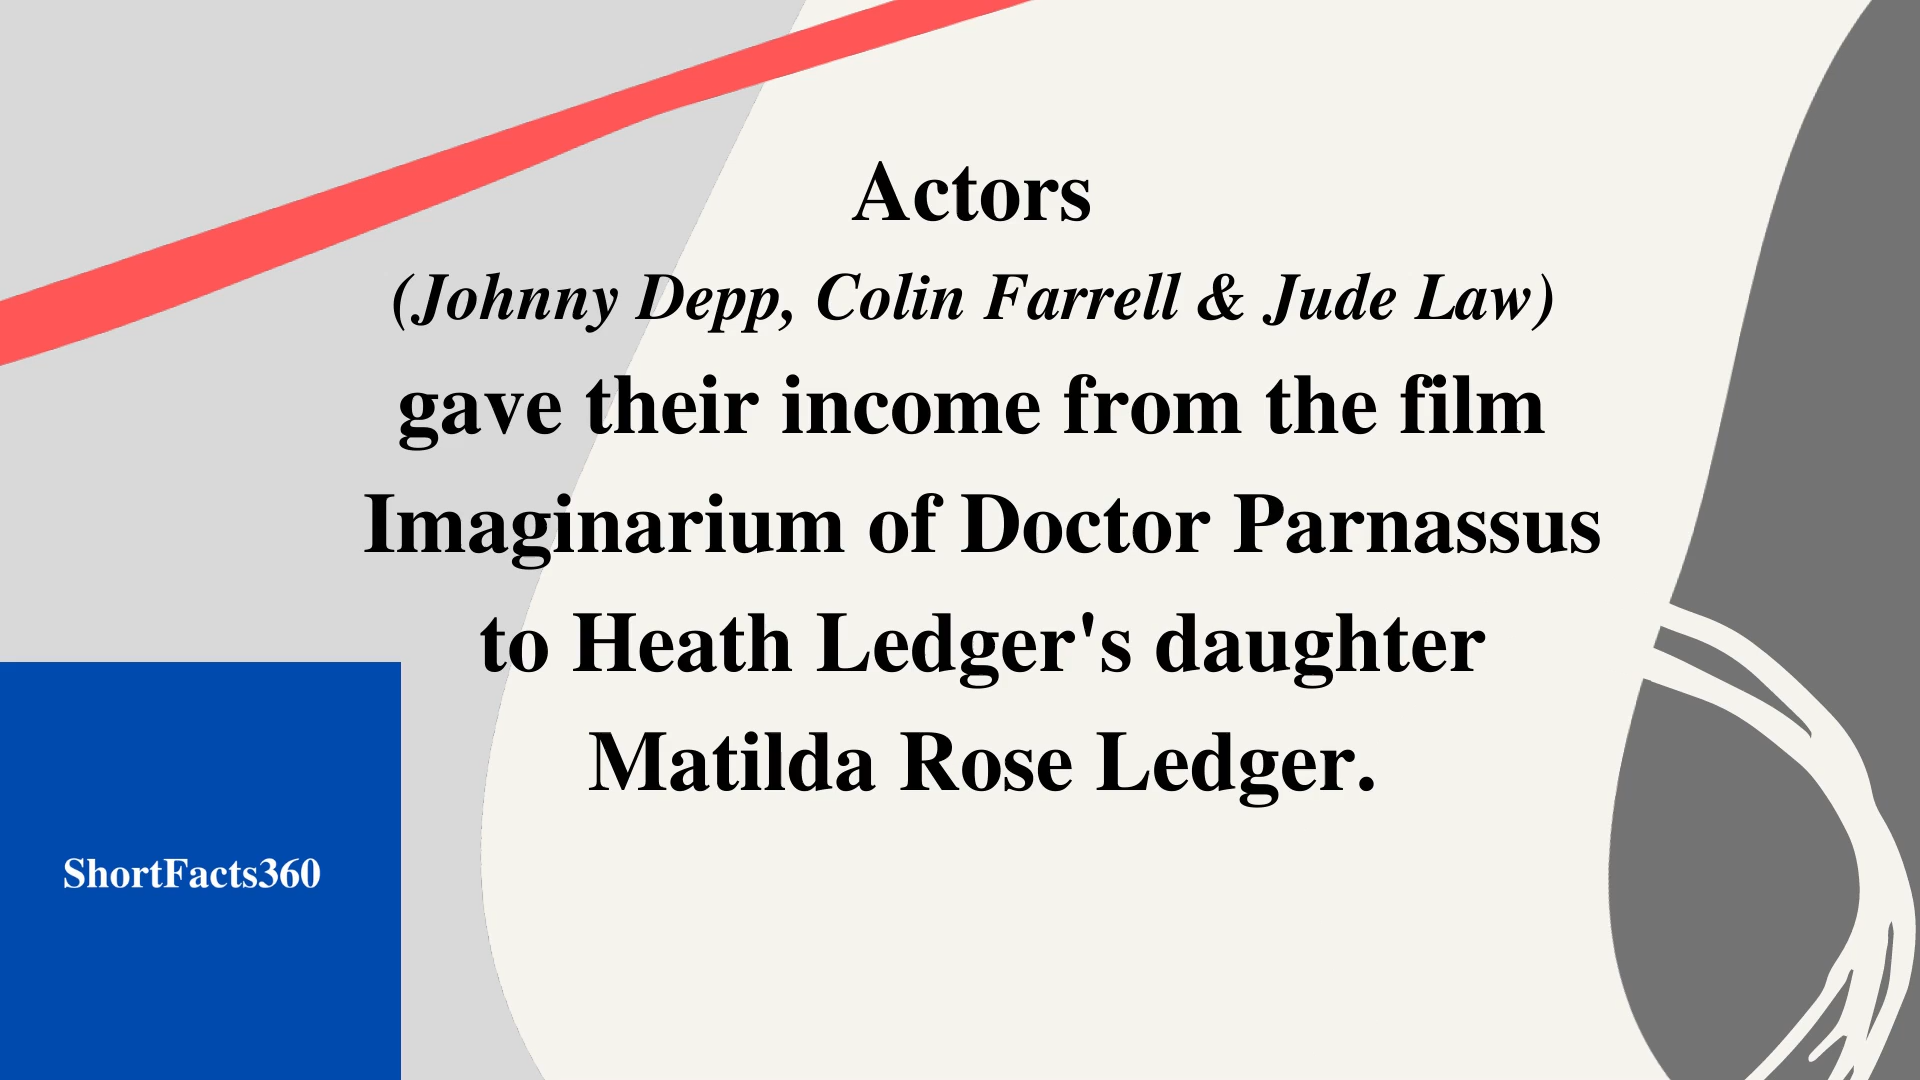 Actors
(Johnny Depp, Colin Farrell & Jude Law)
gave their income from the film
Imaginarium of Doctor Parnassus
to Heath Ledger's daughter
Matilda Rose Ledger.
ShortFacts360